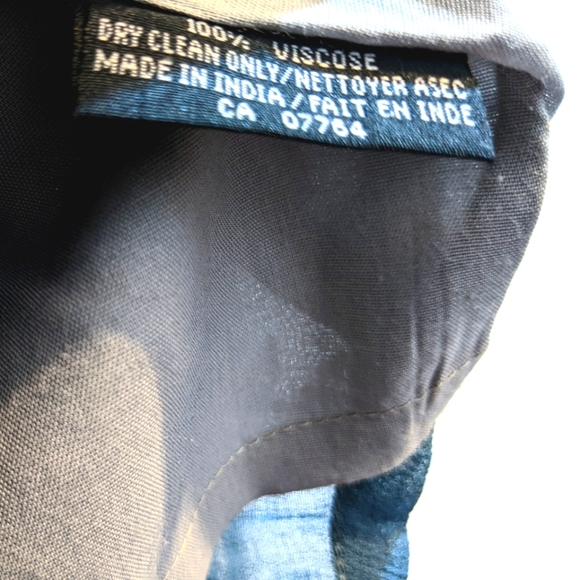 100% VISCOSE
DRY CLEAN ONLY/NETTOYER ASEC
MADE IN INDIA/FAIT EN INDE
CA 07764